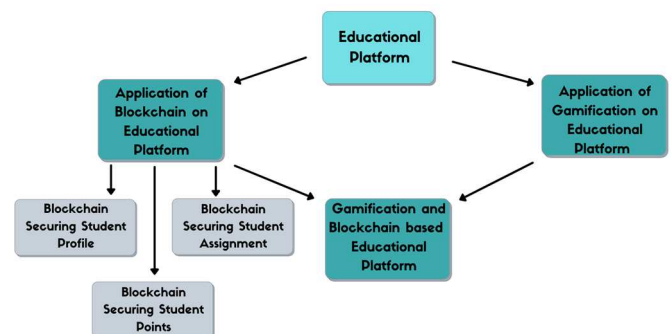 Educational
Platform
Application of
Blockchain on
Educational
Platform
Application of
Gamification on
Educational
Platform
Blockchain
Securing Student
Profile
Blockchain
Securing Student
Assignment
Gamification and
Blockchain based
Educational
Platform
Blockchain
Securing Student
Points